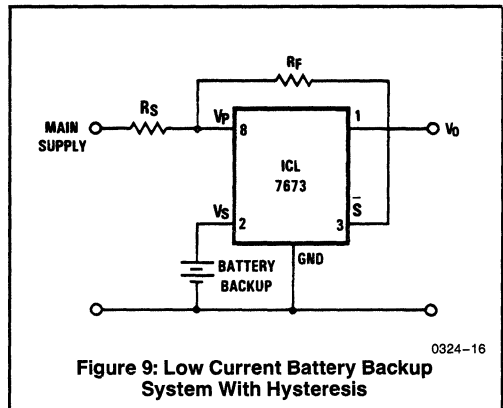 RF
RS
MAIN
SUPPLY
VP
8
1
VO
ICL
7673
VS
2
S̅
3
GND
BATTERY
BACKUP
0324–16
Figure 9: Low Current Battery Backup
System With Hysteresis